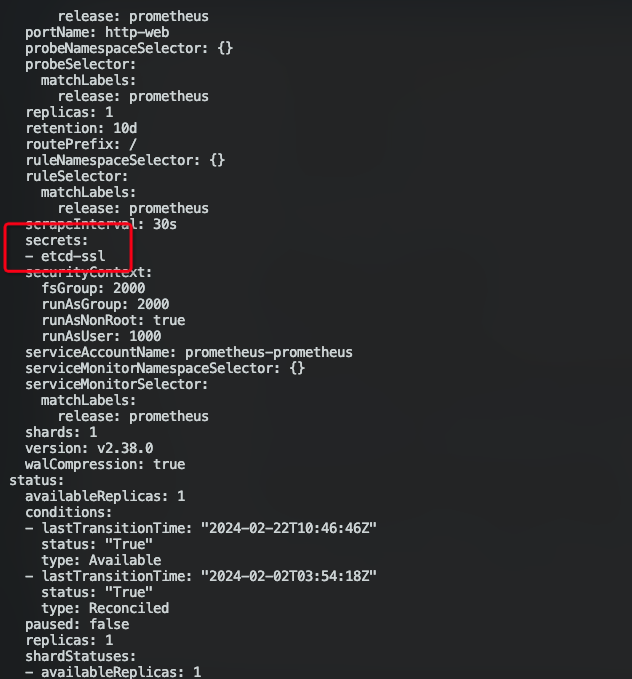 release: prometheus
portName: http-web
probeNamespaceSelector: {}
probeSelector:
matchLabels:
release: prometheus
replicas: 1
retention: 10d
routePrefix: /
ruleNamespaceSelector: {}
ruleSelector:
matchLabels:
release: prometheus
scrapeInterval: 30s
secrets:
- etcd-ssl
securityContext:
fsGroup: 2000
runAsGroup: 2000
runAsNonRoot: true
runAsUser: 1000
serviceAccountName: prometheus-prometheus
serviceMonitorNamespaceSelector: {}
serviceMonitorSelector:
matchLabels:
release: prometheus
shards: 1
version: v2.38.0
walCompression: true
status:
availableReplicas: 1
conditions:
- lastTransitionTime: "2024-02-22T10:46:46Z"
status: "True"
type: Available
- lastTransitionTime: "2024-02-02T03:54:18Z"
status: "True"
type: Reconciled
paused: false
replicas: 1
shardStatuses:
- availableReplicas: 1